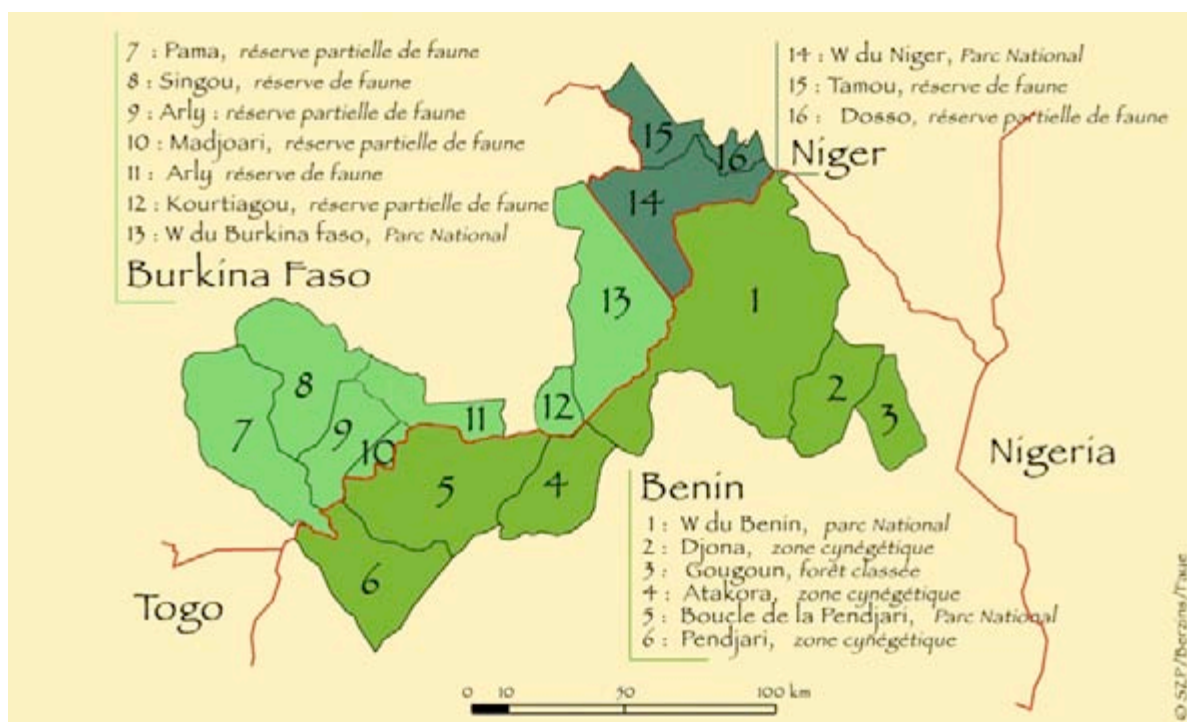 7 : Pama, réserve partielle de faune
8 : Singou, réserve de faune
9 : Arly : réserve partielle de faune
10 : Madjoari, réserve partielle de faune
11 : Arly réserve de faune
12 : Kourtiagou, réserve partielle de faune
13 : W du Burkina faso, Parc National
Burkina Faso
14 : W du Niger, Parc National
15 : Tamou, réserve de faune
16 : Dosso, réserve partielle de faune
Niger
15
16
14
13
1
8
7
9
10
11
12
2
3
5
4
6
Nigeria
Togo
Benin
1 : W du Benin, parc National
2 : Djona, zone cynégétique
3 : Gougoun, forêt classée
4 : Atakora, zone cynégétique
5 : Boucle de la Pendjari, Parc National
6 : Pendjari, zone cynégétique
0 10 50 100 km